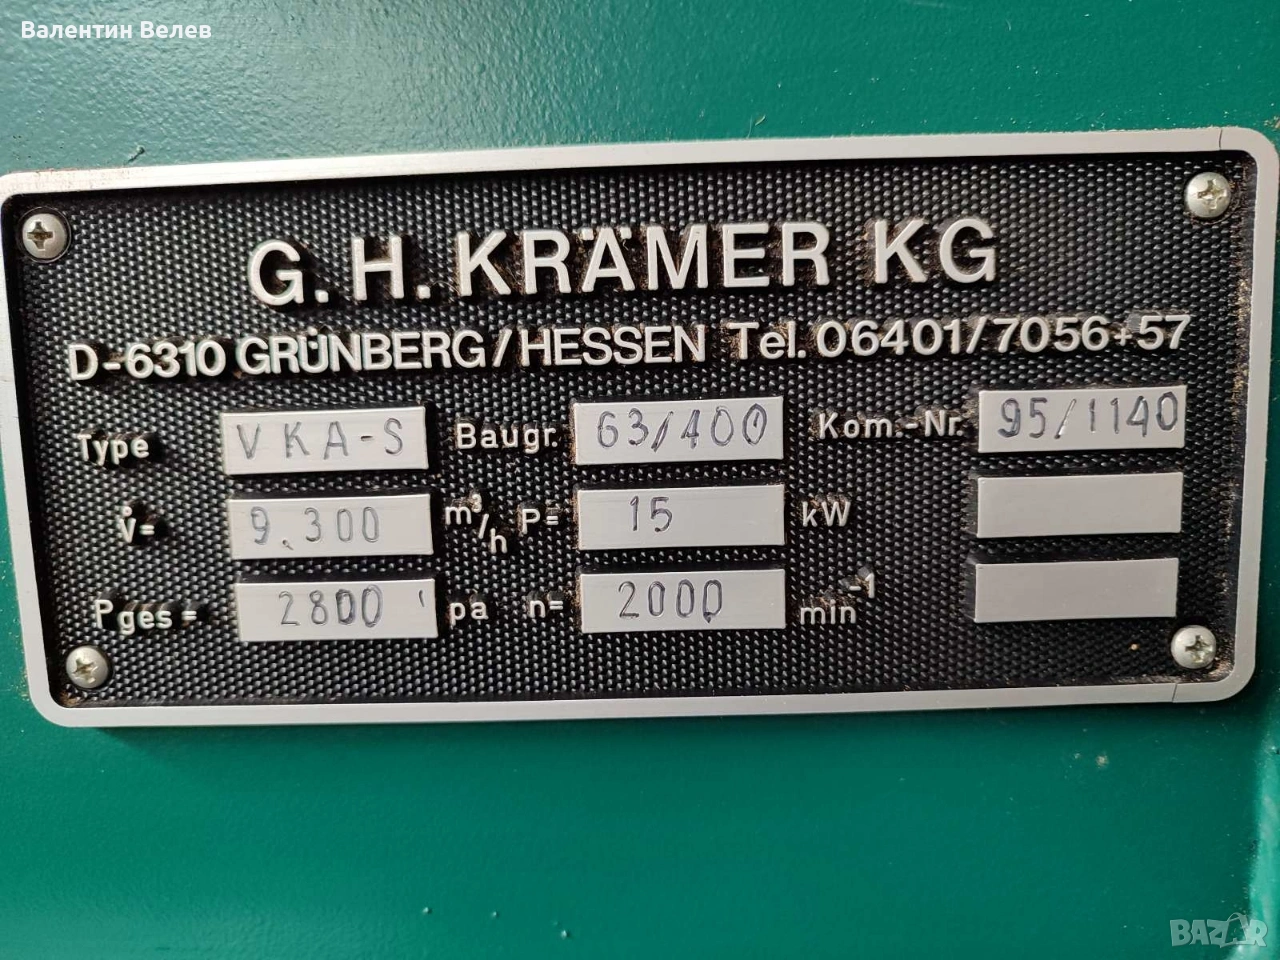 Валентин Велев
G. H. KRÄMER KG
D-6310 GRÜNBERG/HESSEN Tel. 06401/7056+57
Type VKA-S Baugr. 63/400 Kom.-Nr. 95/1140
V̊= 9.300 m³/h P= 15 kW
Pges= 2800 pa n= 2000 min⁻¹
BAZAR